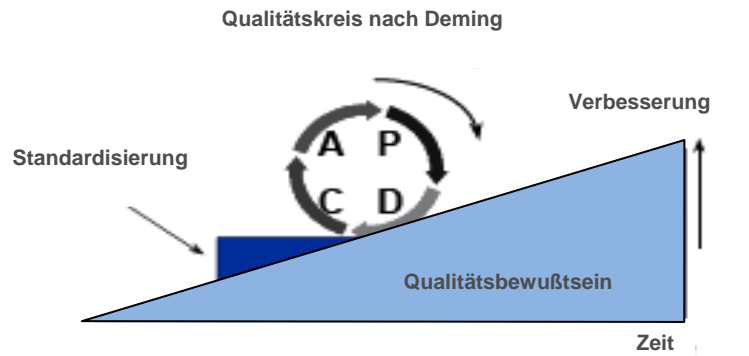 Qualitätskreis nach Deming
Verbesserung
A P
Standardisierung
C D
Qualitätsbewußtsein
Zeit